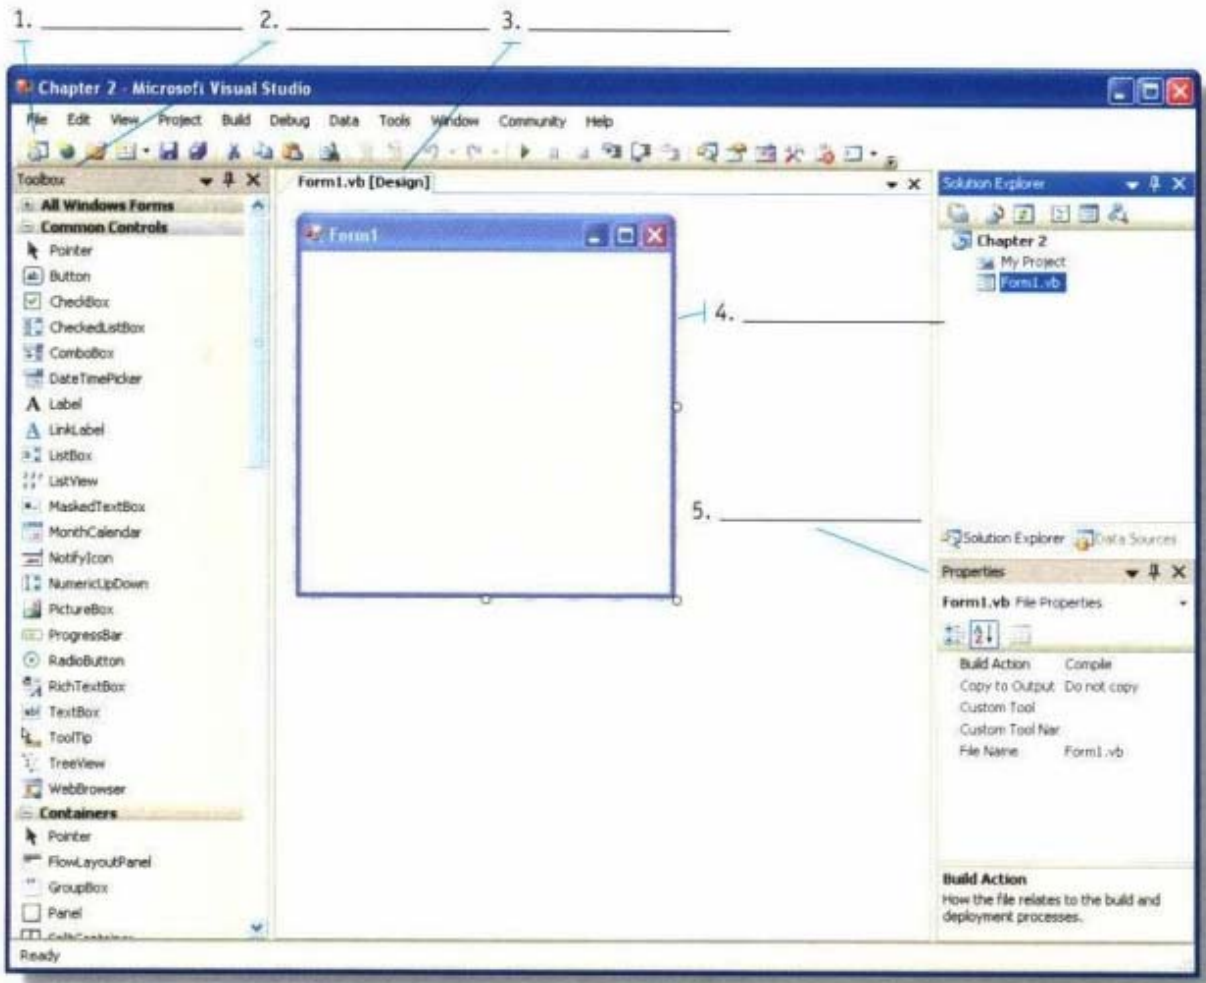 1.
2.
3.
Chapter 2 - Microsoft Visual Studio
File Edit View Project Build Debug Data Tools Window Community Help
Toolbox
All Windows Forms
Common Controls
Pointer
Button
CheckBox
CheckedListBox
ComboBox
DateTimePicker
Label
LinkLabel
ListBox
ListView
MaskedTextBox
MonthCalendar
NotifyIcon
NumericUpDown
PictureBox
ProgressBar
RadioButton
RichTextBox
TextBox
ToolTip
TreeView
WebBrowser
Containers
Pointer
FlowLayoutPanel
GroupBox
Panel
Form1.vb [Design]
Form1
4.
5.
Solution Explorer
Chapter 2
My Project
Form1.vb
Solution Explorer Data Sources
Properties
Form1.vb File Properties
Build Action Compile
Copy to Output Do not copy
Custom Tool
Custom Tool Nar
File Name Form1.vb
Build Action
How the file relates to the build and
deployment processes.
Ready